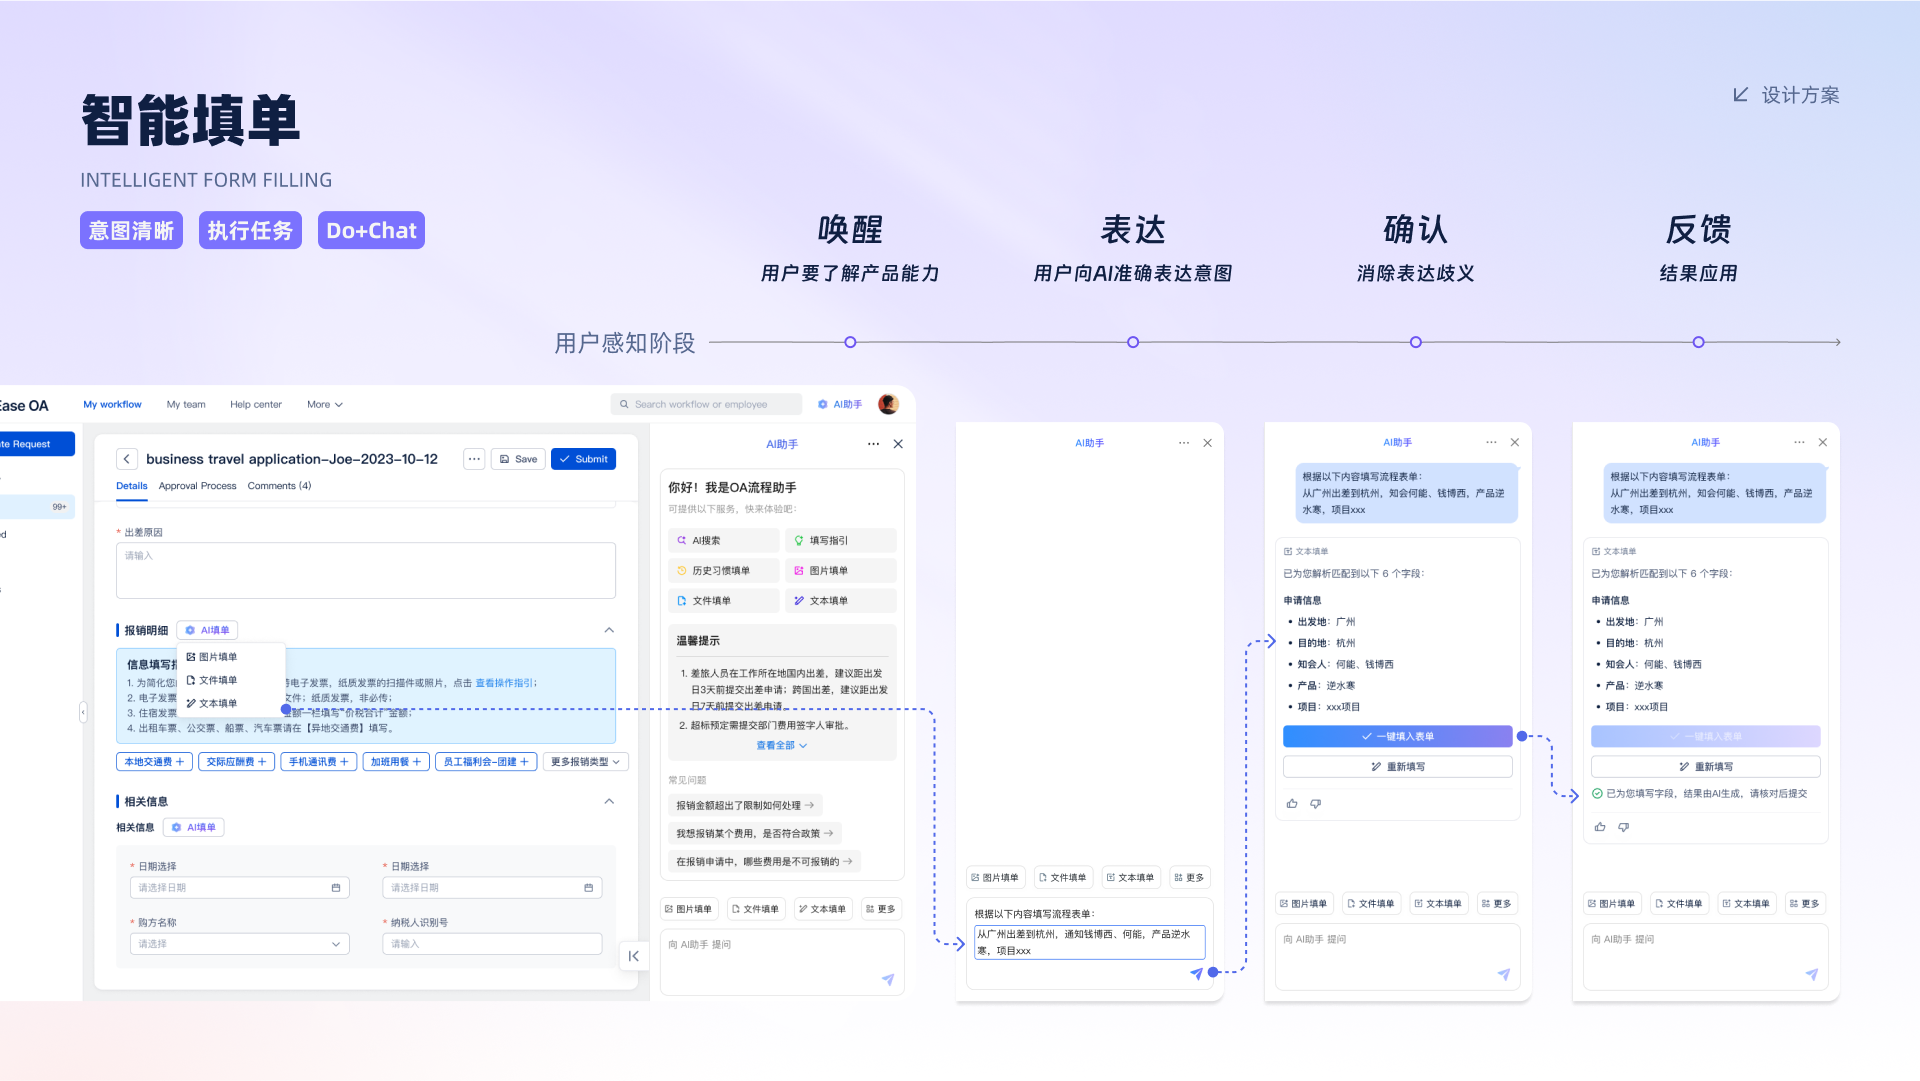 智能填单
INTELLIGENT FORM FILLING
意图清晰
执行任务
Do+Chat
设计方案
唤醒
用户要了解产品能力
表达
用户向AI准确表达意图
确认
消除表达歧义
反馈
结果应用
用户感知阶段
Ease OA
My workflow
My team
Help center
More
Search workflow or employee
AI助手
te Request
99+
ed
business travel application-Joe-2023-10-12
...
Save
Submit
Details
Approval Process
Comments (4)
* 出差原因
请输入
报销明细
AI填单
图片填单
文件填单
文本填单
信息填写指
1. 为简化您
持电子发票，纸质发票的扫描件或照片，点击 查看操作指引；
2. 电子发票
文件；纸质发票，非必传；
3. 住宿发票
金额一栏填写"价税合计"金额；
4. 出租车票、公交票、船票、汽车票请在【异地交通费】填写。
本地交通费 +
交际应酬费 +
手机通讯费 +
加班用餐 +
员工福利会-团建 +
更多报销类型
相关信息
相关信息
AI填单
* 日期选择
请选择日期
* 日期选择
请选择日期
* 购方名称
请选择
* 纳税人识别号
请输入
AI助手
你好！我是OA流程助手
可提供以下服务，快来体验吧：
AI搜索
填写指引
历史习惯填单
图片填单
文件填单
文本填单
温馨提示
1. 差旅人员在工作所在地国内出差，建议距出发
日3天前提交出差申请；跨国出差，建议距出发
日7天前提交出差申请。
2. 超标预定需提交部门费用签字人审批。
查看全部
常见问题
报销金额超出了限制如何处理
我想报销某个费用，是否符合政策
在报销申请中，哪些费用是不可报销的
图片填单
文件填单
文本填单
更多
向 AI助手 提问
AI助手
图片填单
文件填单
文本填单
更多
根据以下内容填写流程表单：
从广州出差到杭州，通知钱博西、何能，产品逆水
寒，项目xxx
AI助手
根据以下内容填写流程表单：
从广州出差到杭州，知会何能、钱博西，产品逆
水寒，项目xxx
文本填单
已为您解析匹配到以下 6 个字段：
申请信息
• 出发地：广州
• 目的地：杭州
• 知会人：何能、钱博西
• 产品：逆水寒
• 项目：xxx项目
一键填入表单
重新填写
图片填单
文件填单
文本填单
更多
向 AI助手 提问
AI助手
根据以下内容填写流程表单：
从广州出差到杭州，知会何能、钱博西，产品逆
水寒，项目xxx
文本填单
已为您解析匹配到以下 6 个字段：
申请信息
• 出发地：广州
• 目的地：杭州
• 知会人：何能、钱博西
• 产品：逆水寒
• 项目：xxx项目
一键填入表单
重新填写
已为您填写字段，结果由AI生成，请核对后提交
图片填单
文件填单
文本填单
更多
向 AI助手 提问